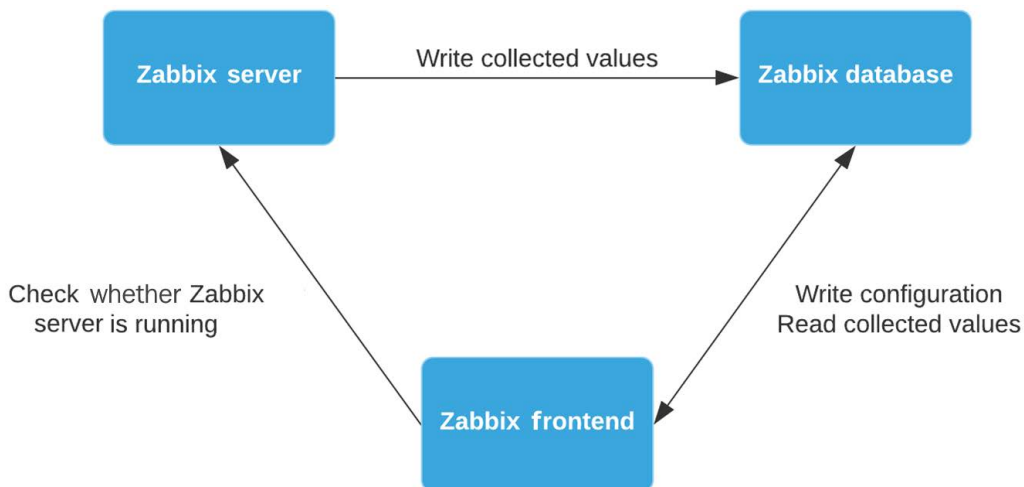 Zabbix server
Write collected values
Zabbix database
Check whether Zabbix
server is running
Write configuration
Read collected values
Zabbix frontend